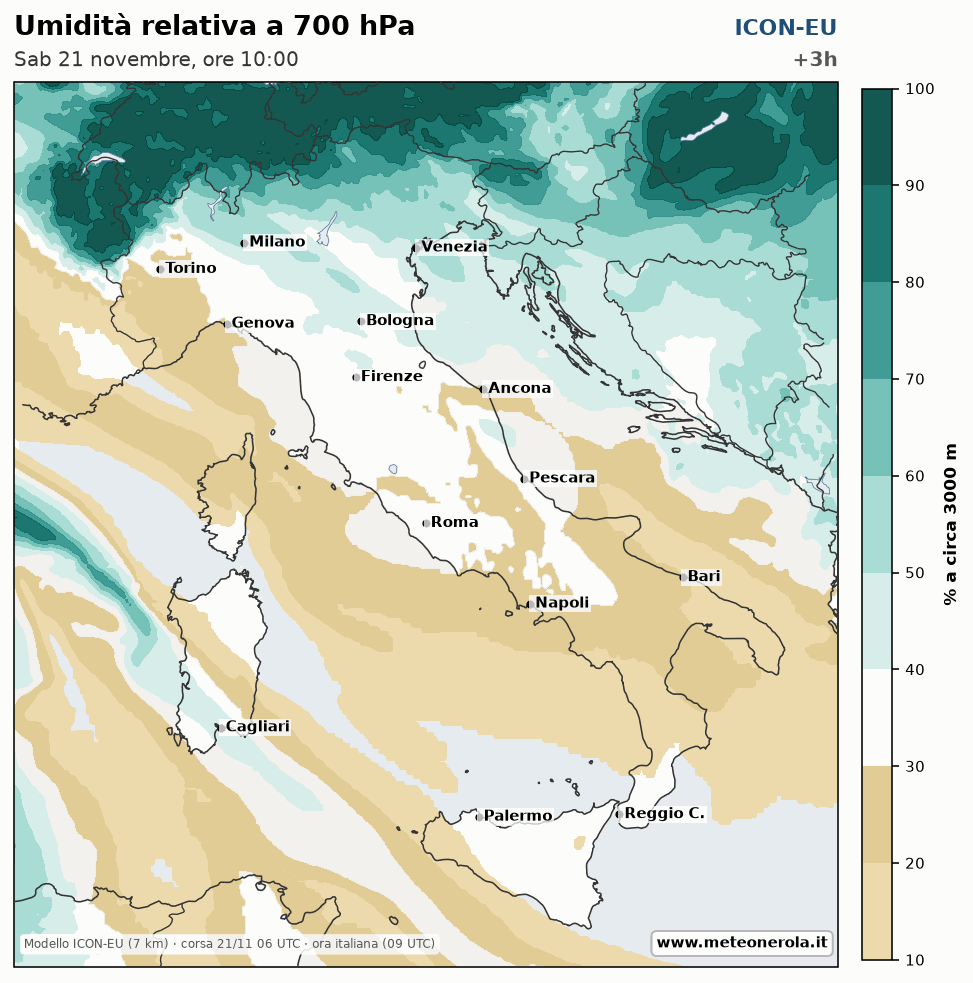 Umidità relativa a 700 hPa
ICON-EU
Sab 21 novembre, ore 10:00
+3h
100
90
80
70
60
50
40
30
20
10
% a circa 3000 m
Milano
Venezia
Torino
Genova
Bologna
Firenze
Ancona
Pescara
Roma
Bari
Napoli
Cagliari
Palermo
Reggio C.
Modello ICON-EU (7 km) · corsa 21/11 06 UTC · ora italiana (09 UTC)
www.meteonerola.it